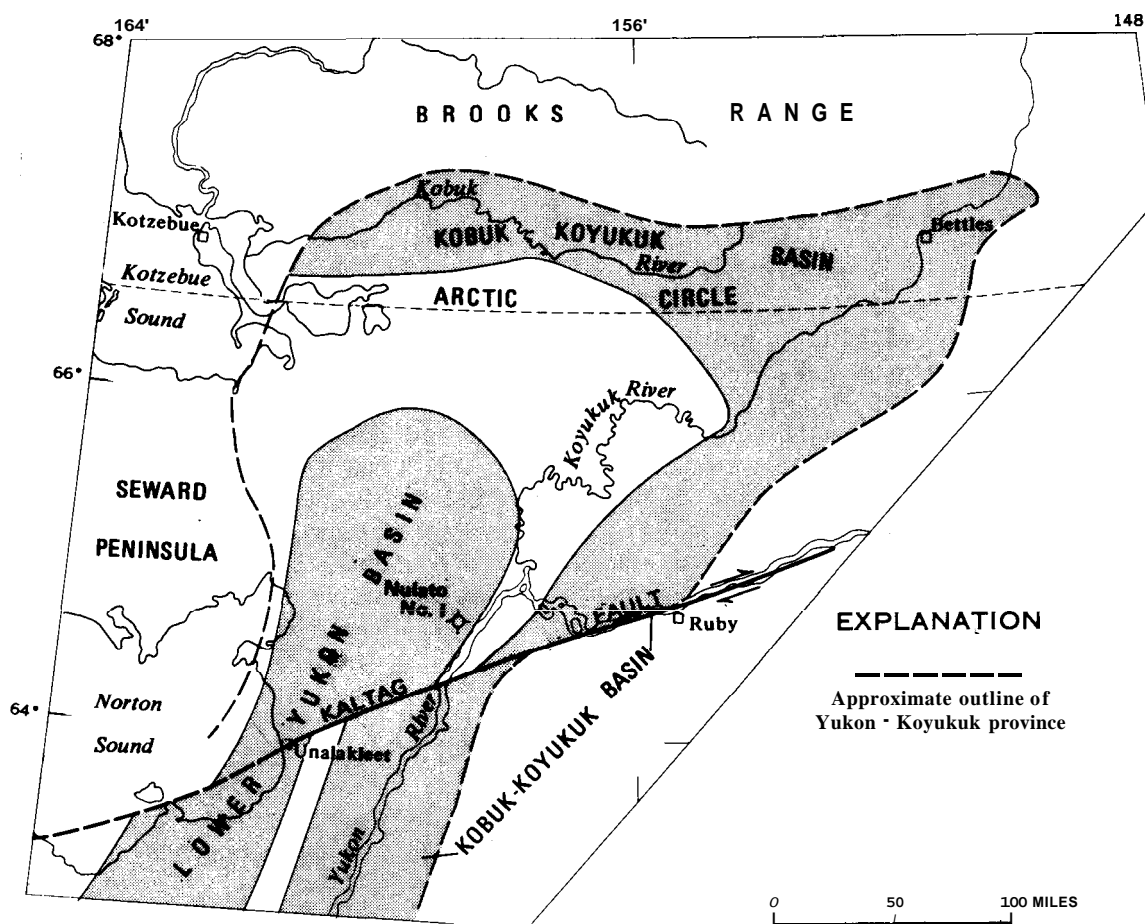 164' 156' 148
68°
BROOKS RANGE
Kobuk
Kotzebue
KOBUK KOYUKUK BASIN
Bettles
River
Kotzebue
Sound
ARCTIC CIRCLE
66°
Koyukuk River
SEWARD
PENINSULA
YUKON BASIN
Nulato
No. 1
FAULT
Ruby
EXPLANATION
Approximate outline of
Yukon - Koyukuk province
64°
Norton
Sound
KALTAG
River
Unalakleet
LOWER
Yukon
KOBUK-KOYUKUK BASIN
0 50 100 MILES